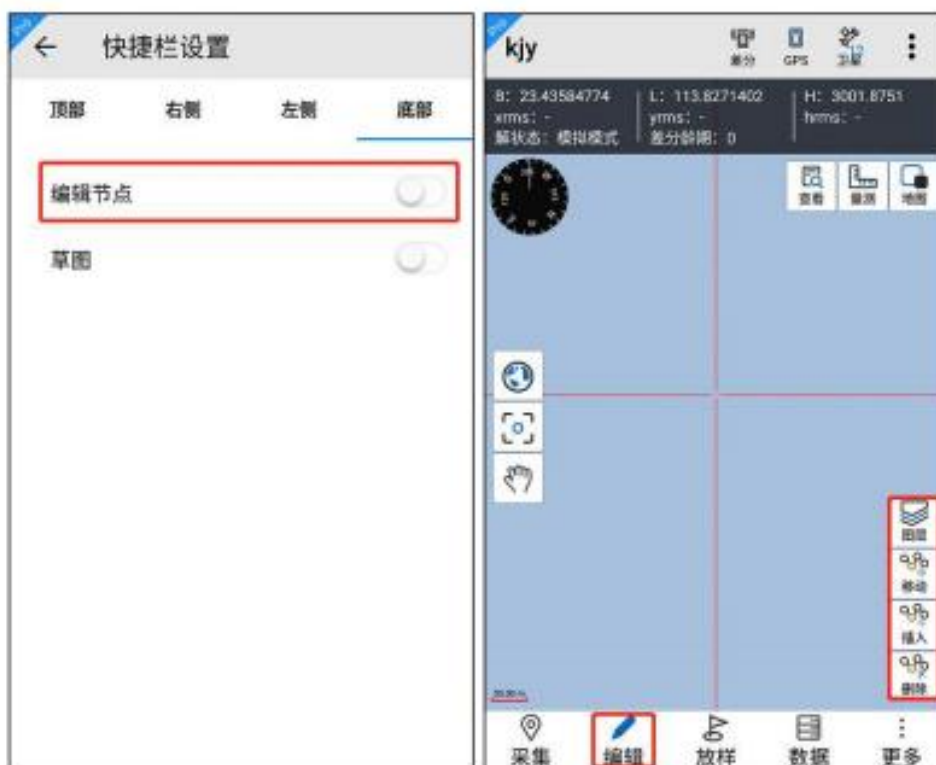 快捷栏设置
顶部 右侧 左侧 底部
编辑节点
草图
kjy
差分 GPS 卫星
B: 23.43584774 L: 113.8271402 H: 3001.8751
xrms: - yrms: - hrms: -
解状态: 模拟模式 差分龄期: 0
查看 量测 地图
图层
移动
插入
删除
采集 编辑 放样 数据 更多